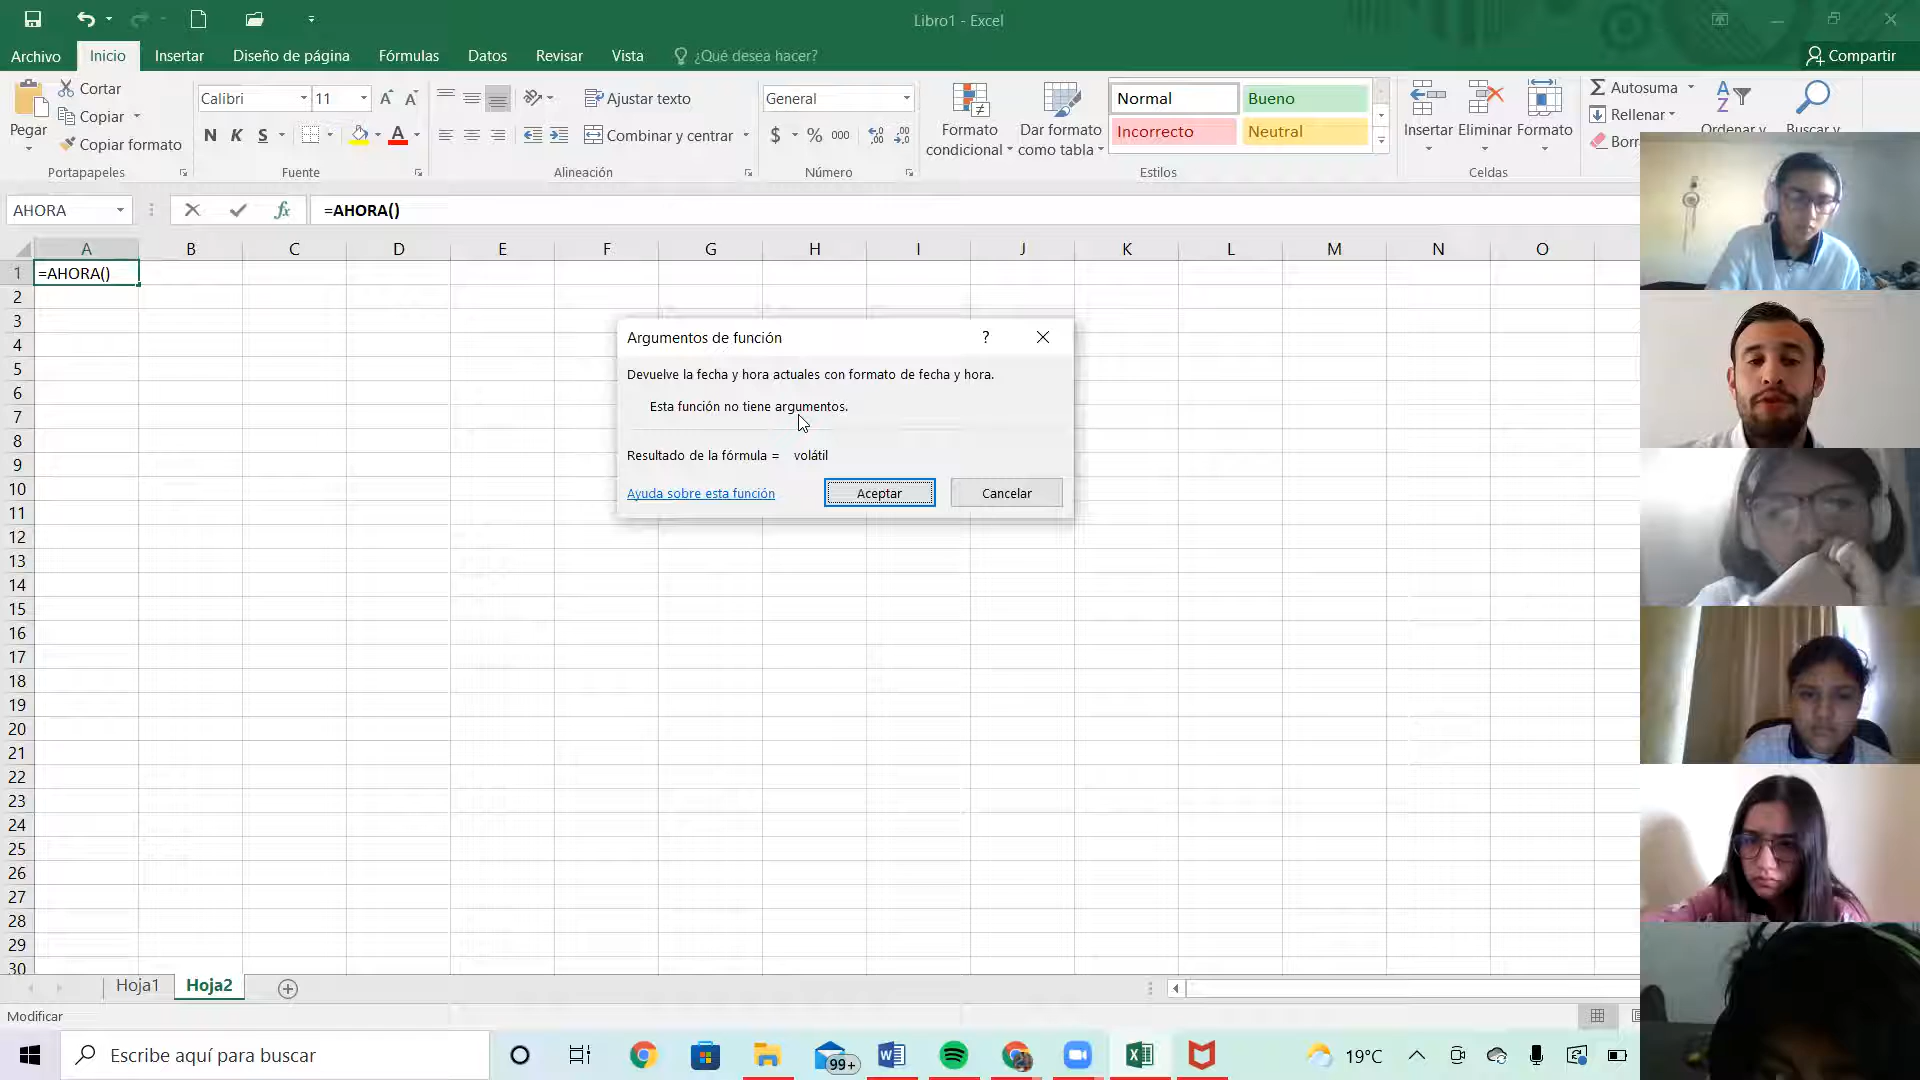 Libro1 - Excel
Archivo Inicio Insertar Diseño de página Fórmulas Datos Revisar Vista ¿Qué desea hacer? Compartir
Pegar
Cortar
Copiar
Copiar formato
Portapapeles
Calibri 11
N K S A
Fuente
Ajustar texto
Combinar y centrar
Alineación
General
$ % 000
Número
Formato condicional
Dar formato como tabla
Normal Bueno
Incorrecto Neutral
Estilos
Insertar Eliminar Formato
Celdas
Autosuma
Rellenar
Borr
Ordenar y
Buscar y
AHORA fx =AHORA()
A B C D E F G H I J K L M N O
1 =AHORA()
2
3
4
5
6
7
8
9
10
11
12
13
14
15
16
17
18
19
20
21
22
23
24
25
26
27
28
29
30
Argumentos de función ?
Devuelve la fecha y hora actuales con formato de fecha y hora.
Esta función no tiene argumentos.
Resultado de la fórmula = volátil
Ayuda sobre esta función Aceptar Cancelar
Hoja1 Hoja2
Modificar
Escribe aquí para buscar 99+ 19°C